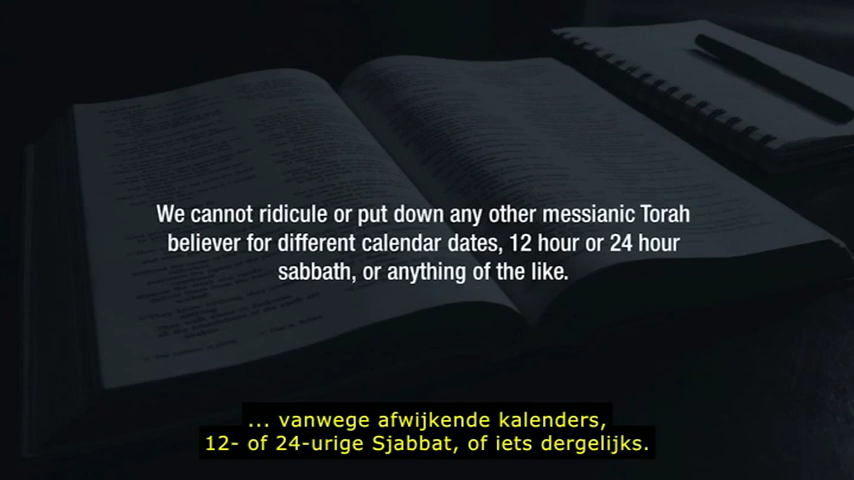 We cannot ridicule or put down any other messianic Torah
believer for different calendar dates, 12 hour or 24 hour
sabbath, or anything of the like.
... vanwege afwijkende kalenders,
12- of 24-urige Sjabbat, of iets dergelijks.